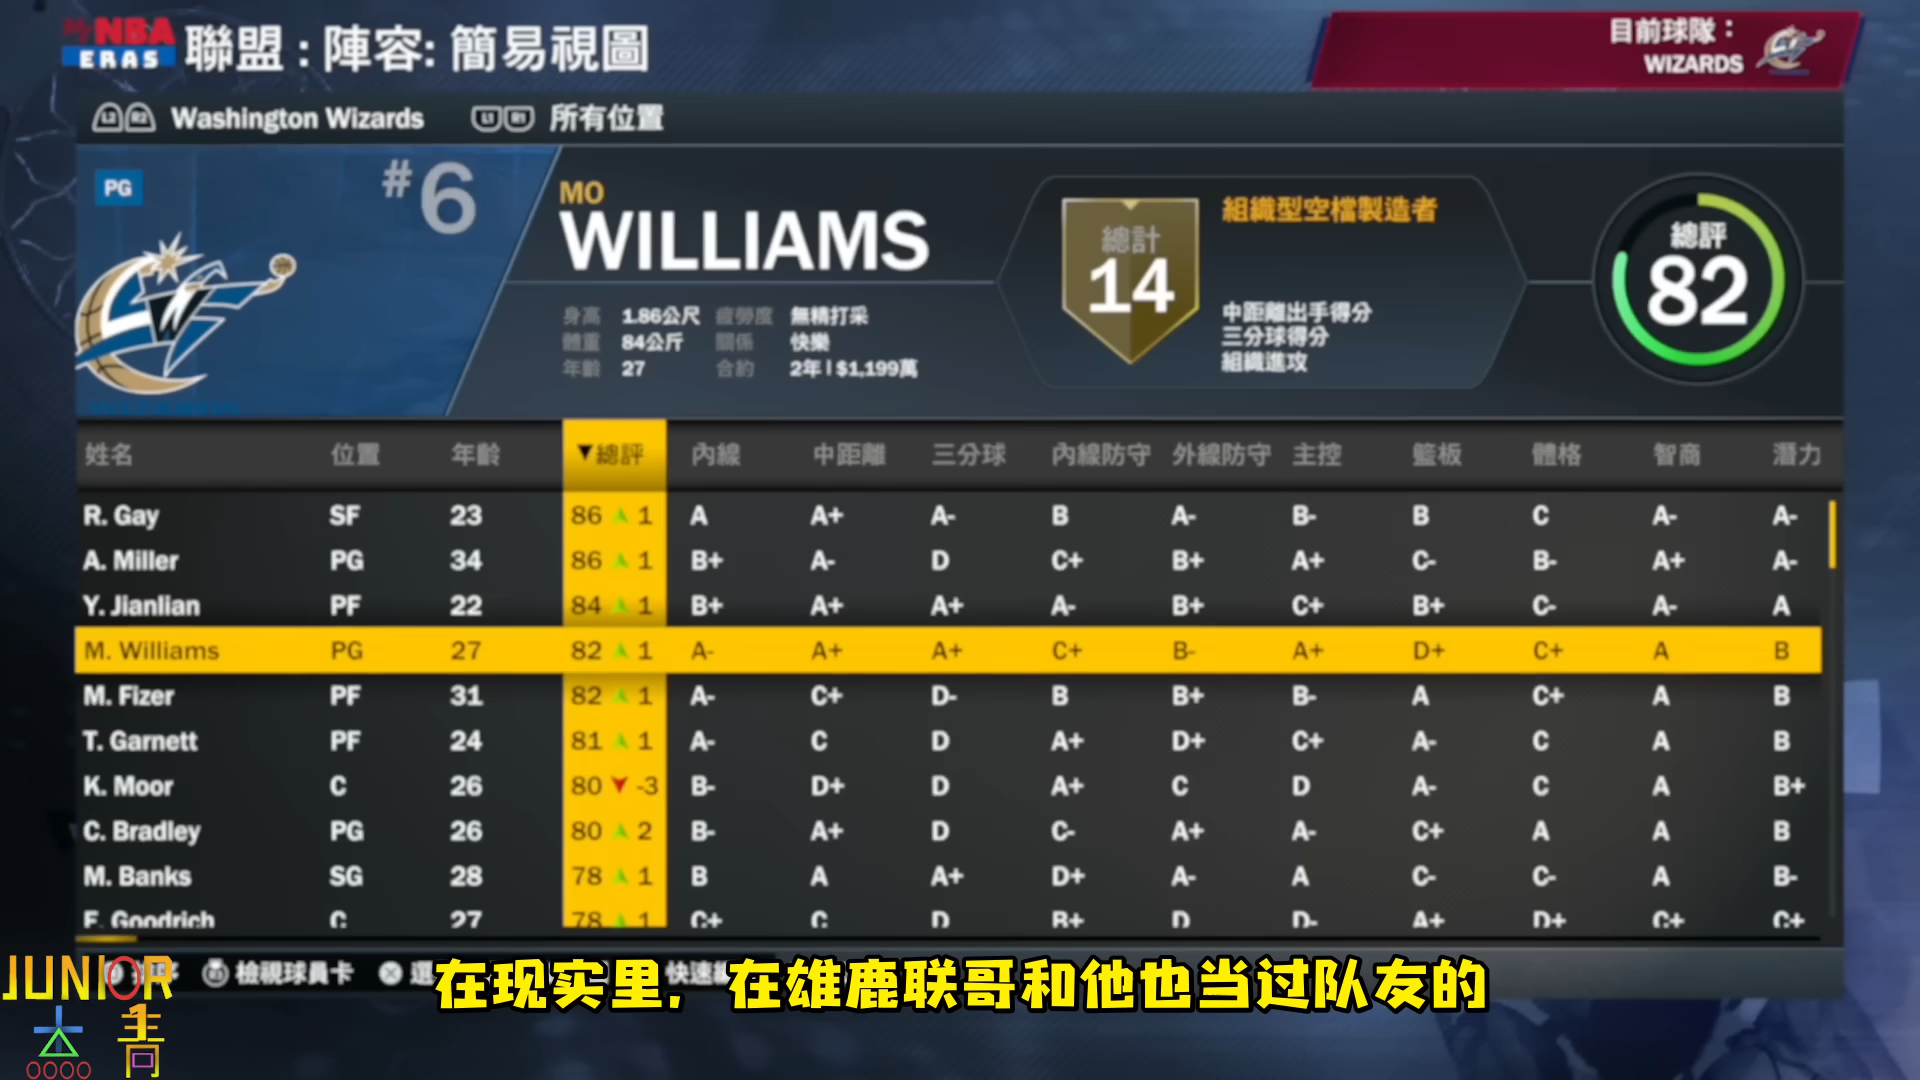 NBA
ERAS
聯盟 : 陣容: 簡易視圖
目前球隊：
WIZARDS
L2 R2 Washington Wizards L1 R1 所有位置
PG
#6
MO
WILLIAMS
身高 1.86公尺 疲勞度 無精打采
體重 84公斤 關係 快樂
年齡 27 合約 2年 | $1,199萬
總計
14
組織型空檔製造者
中距離出手得分
三分球得分
組織進攻
總評
82
姓名 位置 年齡 ▼總評 內線 中距離 三分球 內線防守 外線防守 主控 籃板 體格 智商 潛力
R. Gay SF 23 86 1 A A+ A- B A- B- B C A- A-
A. Miller PG 34 86 1 B+ A- D C+ B+ A+ C- B- A+ A-
Y. Jianlian PF 22 84 1 B+ A+ A+ A- B+ C+ B+ C- A- A
M. Williams PG 27 82 1 A- A+ A+ C+ B- A+ D+ C+ A B
M. Fizer PF 31 82 1 A- C+ D- B B+ B- A C+ A B
T. Garnett PF 24 81 1 A- C D A+ D+ C+ A- C A B
K. Moor C 26 80 -3 B- D+ D A+ C D A- C A B+
C. Bradley PG 26 80 2 B- A+ D C- A+ A- C+ A A B
M. Banks SG 28 78 1 B A A+ D+ A- A C- C- A B-
E. Goodrich C 27 78 1 C+ C D B+ D D- A+ D+ C+ C+
檢視球員卡
快速
在现实里，在雄鹿联哥和他也当过队友的
JUNIOR